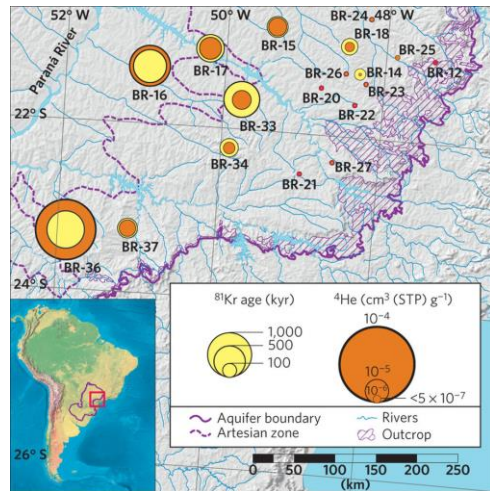 52° W
50° W
BR-24
48° W
BR-15
BR-18
BR-25
Paraná River
BR-17
BR-26
BR-14
BR-12
BR-16
BR-20
BR-23
BR-22
BR-33
22° S
BR-34
BR-27
BR-21
BR-37
BR-36
24° S
⁸¹Kr age (kyr)
⁴He (cm³ (STP) g⁻¹)
10⁻⁴
1,000
500
100
10⁻⁵
10⁻⁶
<5 × 10⁻⁷
Aquifer boundary
Rivers
Artesian zone
Outcrop
26° S
0 50 100 150 200 250
(km)